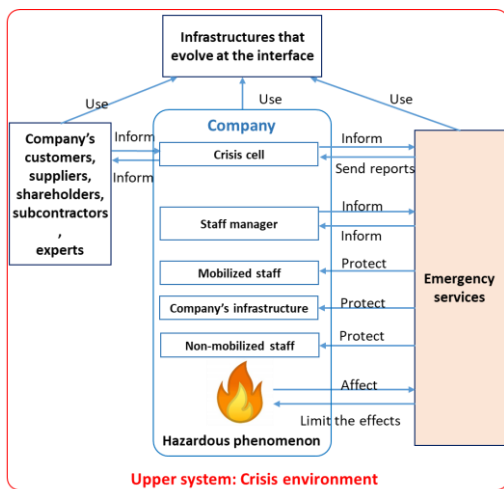 Infrastructures that
evolve at the interface
Use
Use
Use
Company's
customers,
suppliers,
shareholders,
subcontractors
,
experts
Inform
Inform
Company
Crisis cell
Inform
Send reports
Staff manager
Inform
Inform
Mobilized staff
Protect
Company's infrastructure
Protect
Non-mobilized staff
Protect
Emergency
services
Affect
Limit the effects
Hazardous phenomenon
Upper system: Crisis environment